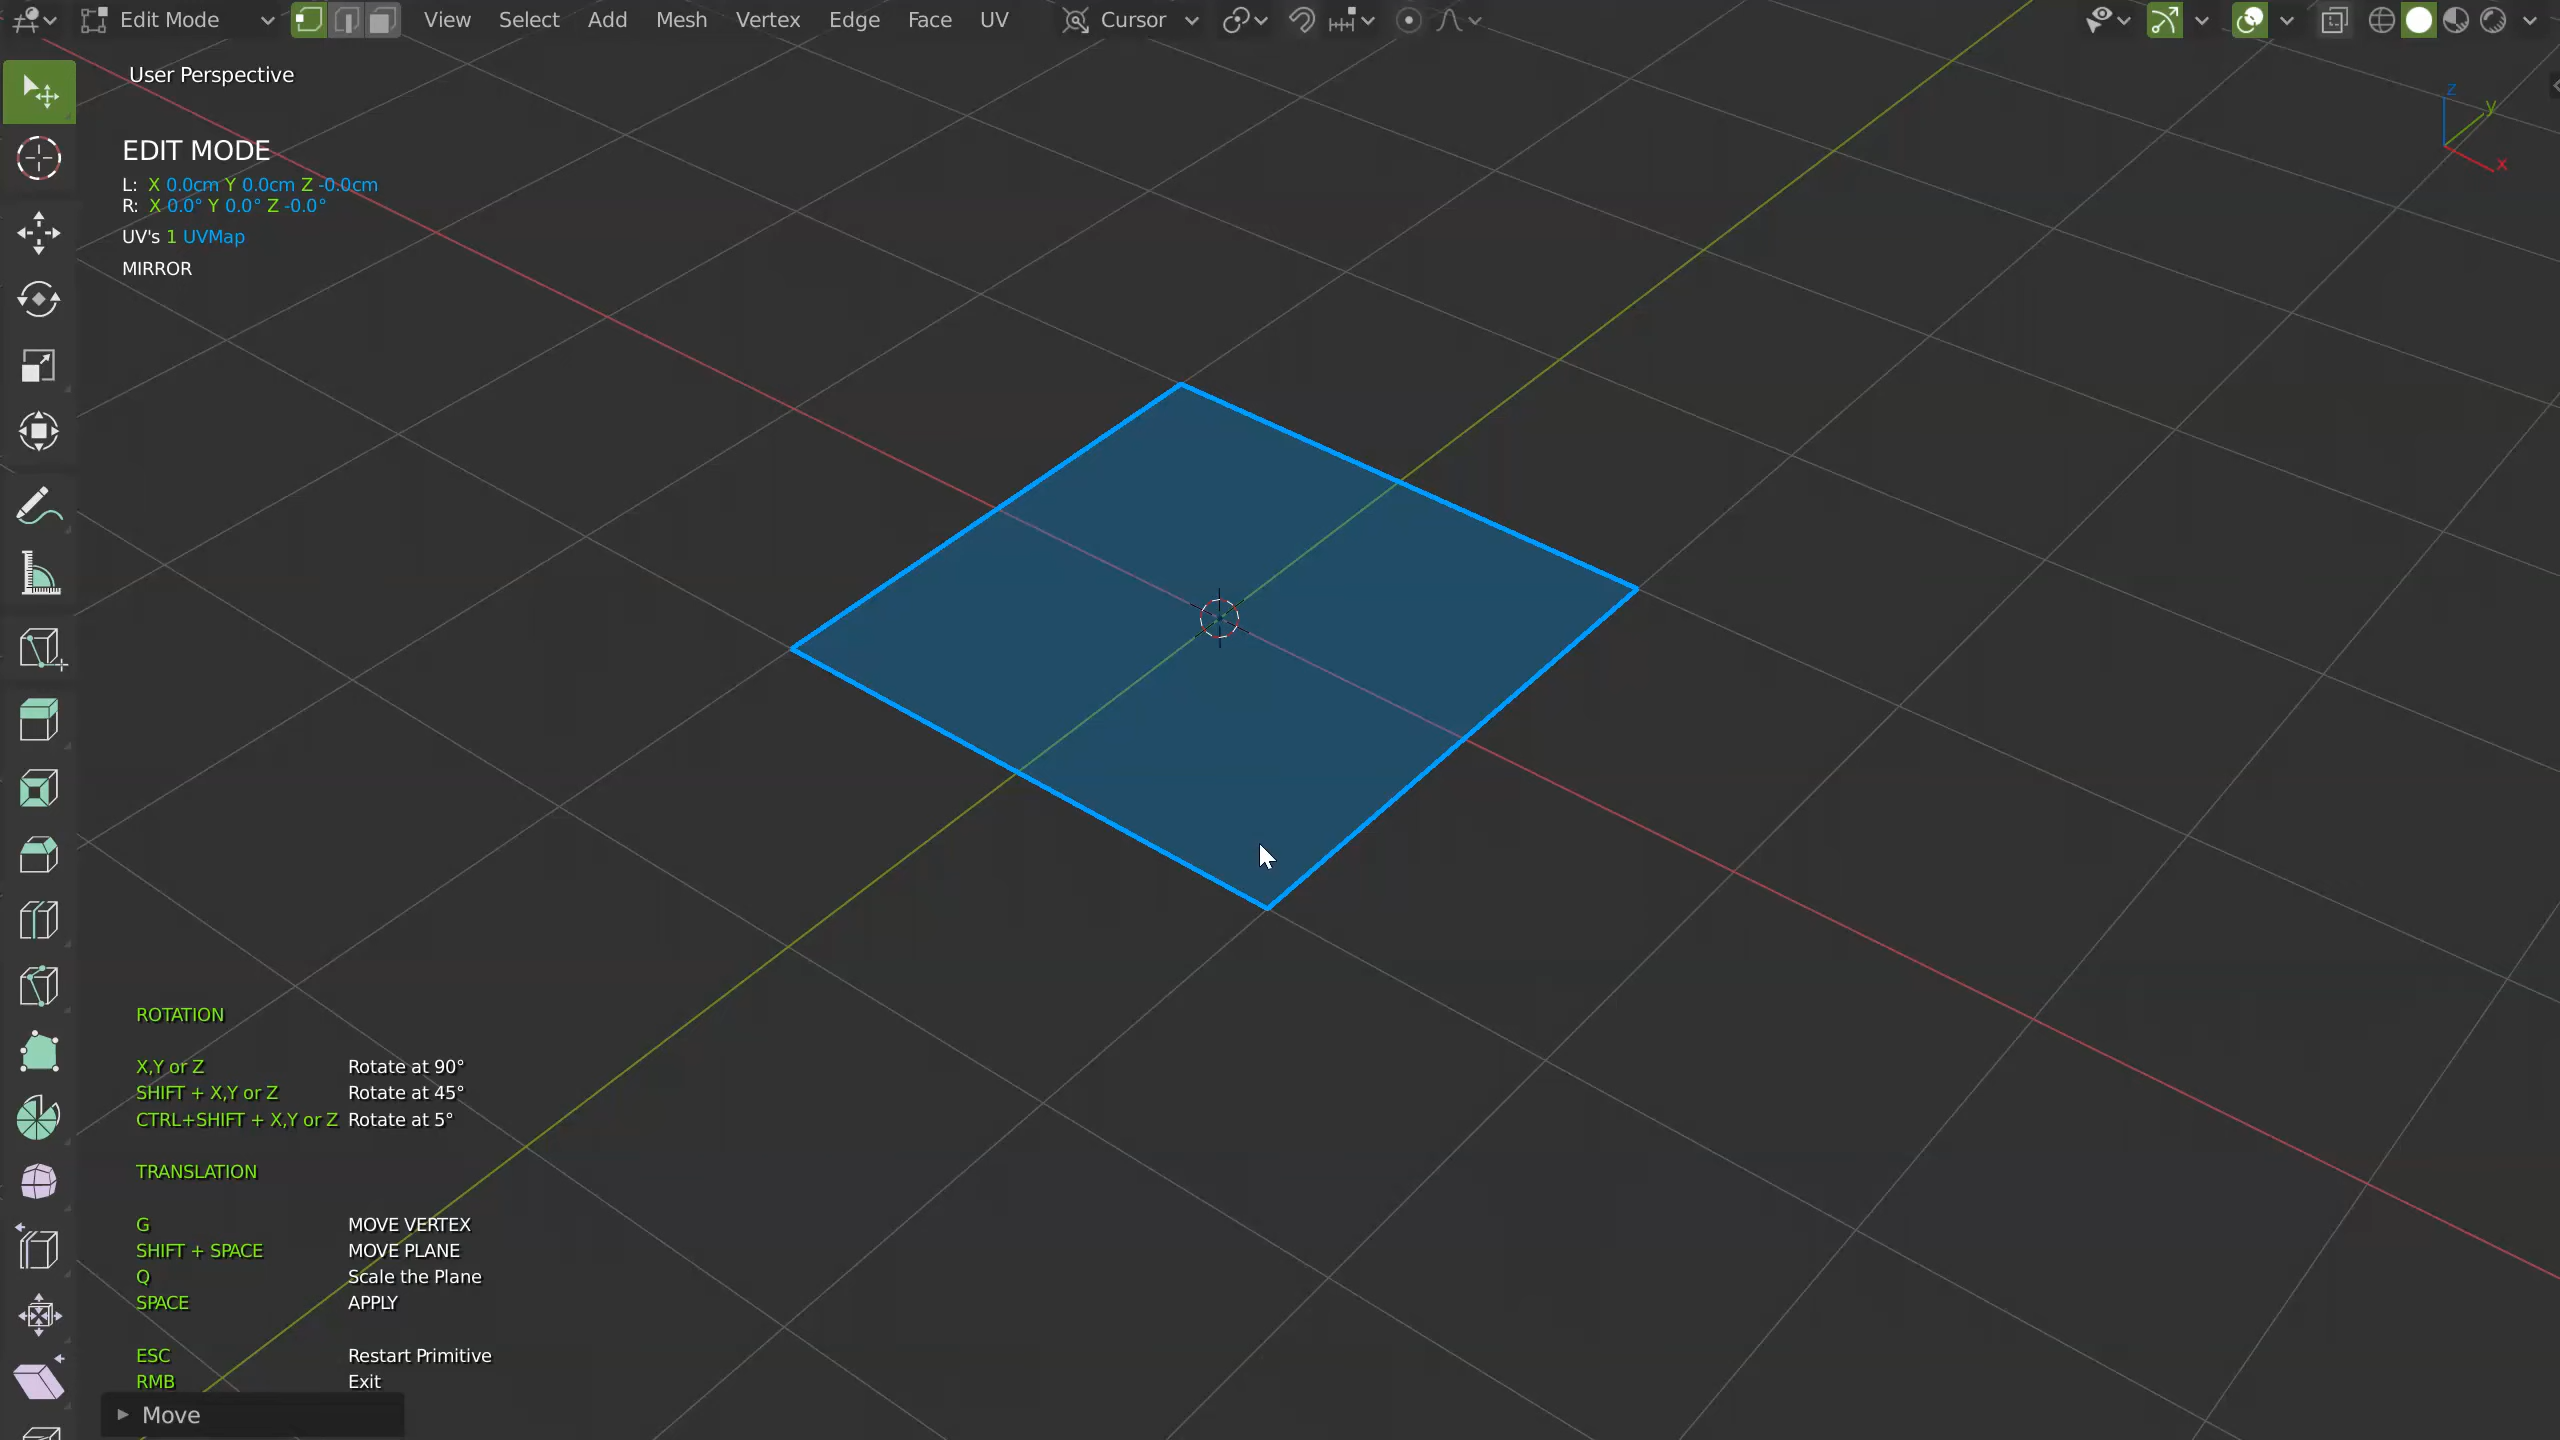 Edit Mode View Select Add Mesh Vertex Edge Face UV Cursor
User Perspective
z
y
x
EDIT MODE
L: X 0.0cm Y 0.0cm Z -0.0cm
R: X 0.0° Y 0.0° Z -0.0°
UV's 1 UVMap
MIRROR
ROTATION
X,Y or Z Rotate at 90°
SHIFT + X,Y or Z Rotate at 45°
CTRL+SHIFT + X,Y or Z Rotate at 5°
TRANSLATION
G MOVE VERTEX
SHIFT + SPACE MOVE PLANE
Q Scale the Plane
SPACE APPLY
ESC Restart Primitive
RMB Exit
Move